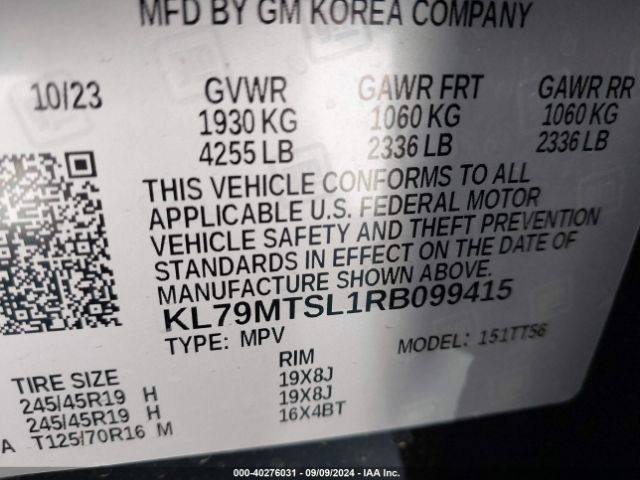 MFD BY GM KOREA COMPANY
10/23 GVWR GAWR FRT GAWR RR
1930 KG 1060 KG 1060 KG
4255 LB 2336 LB 2336 LB
THIS VEHICLE CONFORMS TO ALL
APPLICABLE U.S. FEDERAL MOTOR
VEHICLE SAFETY AND THEFT PREVENTION
STANDARDS IN EFFECT ON THE DATE OF
MANUFACTURE SHOWN ABOVE.
KL79MTSL1RB099415
TYPE: MPV MODEL: 151TT56
TIRE SIZE RIM
245/45R19 H 19X8J
245/45R19 H 19X8J
A T125/70R16 M 16X4BT
000-40276031 - 09/09/2024 - IAA Inc.